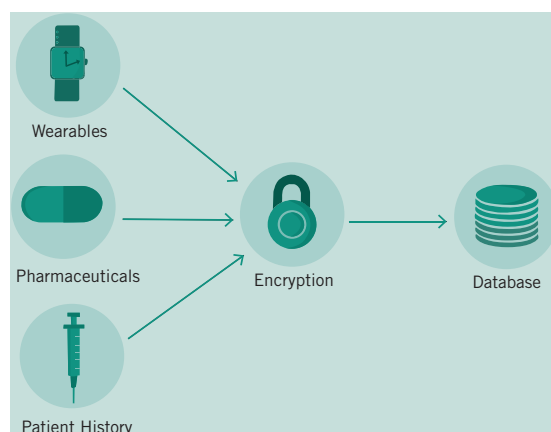 Wearables
Pharmaceuticals
Encryption
Database
Patient History